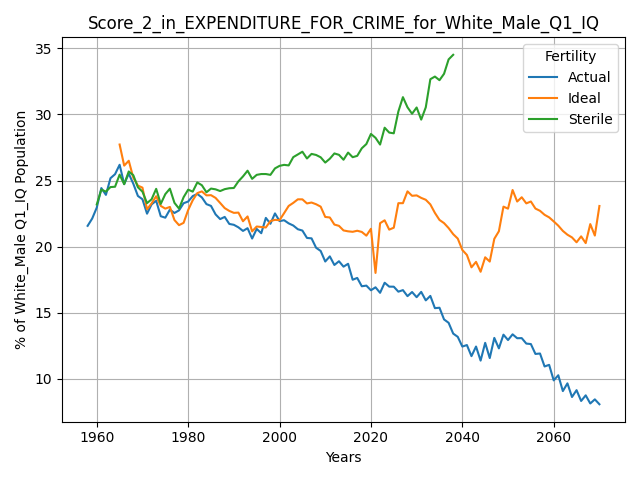 Score_2_in_EXPENDITURE_FOR_CRIME_for_White_Male_Q1_IQ
% of White_Male Q1_IQ Population
35
30
25
20
15
10
Fertility
Actual
Ideal
Sterile
1960 1980 2000 2020 2040 2060
Years